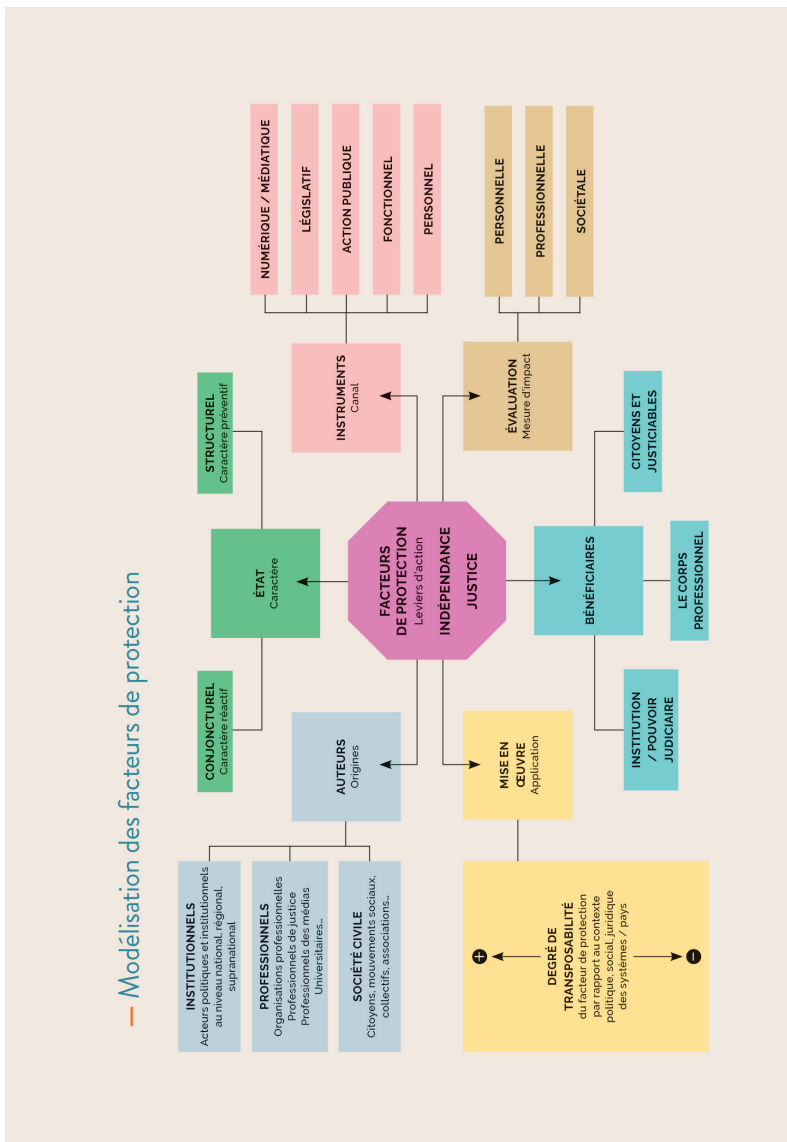 — Modélisation des facteurs de protection
INSTITUTIONNELS
Acteurs politiques et institutionnels
au niveau national, régional,
supranational
PROFESSIONNELS
Organisations professionnelles
Professionnels de justice
Professionnels des médias
Universitaires...
SOCIÉTÉ CIVILE
Citoyens, mouvements sociaux,
collectifs, associations...
AUTEURS
Origines
CONJONCTUREL
Caractère réactif
ÉTAT
Caractère
STRUCTUREL
Caractère préventif
INSTRUMENTS
Canal
NUMÉRIQUE / MÉDIATIQUE
LÉGISLATIF
ACTION PUBLIQUE
FONCTIONNEL
PERSONNEL
FACTEURS
DE PROTECTION
Leviers d'action
INDÉPENDANCE
JUSTICE
DEGRÉ DE
TRANSPOSABILITÉ
du facteur de protection
par rapport au contexte
politique, social, juridique
des systèmes / pays
+
−
MISE EN
ŒUVRE
Application
INSTITUTION
/ POUVOIR
JUDICIAIRE
BÉNÉFICIAIRES
LE CORPS
PROFESSIONNEL
CITOYENS ET
JUSTICIABLES
ÉVALUATION
Mesure d'impact
PERSONNELLE
PROFESSIONNELLE
SOCIÉTALE